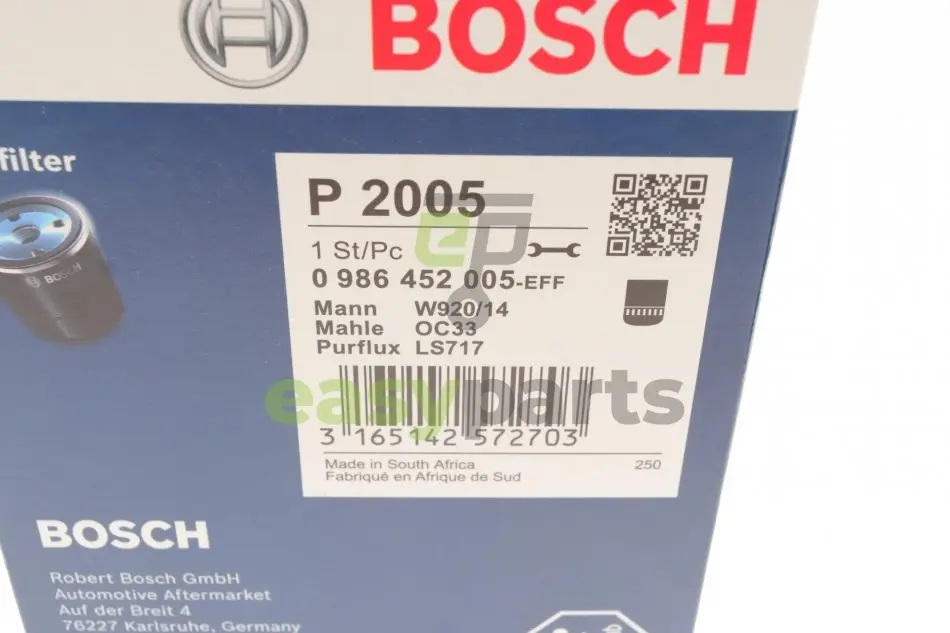 BOSCH
filter
P 2005
1 St/Pc
0 986 452 005-EFF
Mann W920/14
Mahle OC33
Purflux LS717
BOSCH
easyparts
3 165142 572703
Made in South Africa 250
Fabriqué en Afrique de Sud
BOSCH
Robert Bosch GmbH
Automotive Aftermarket
Auf der Breit 4
76227 Karlsruhe, Germany